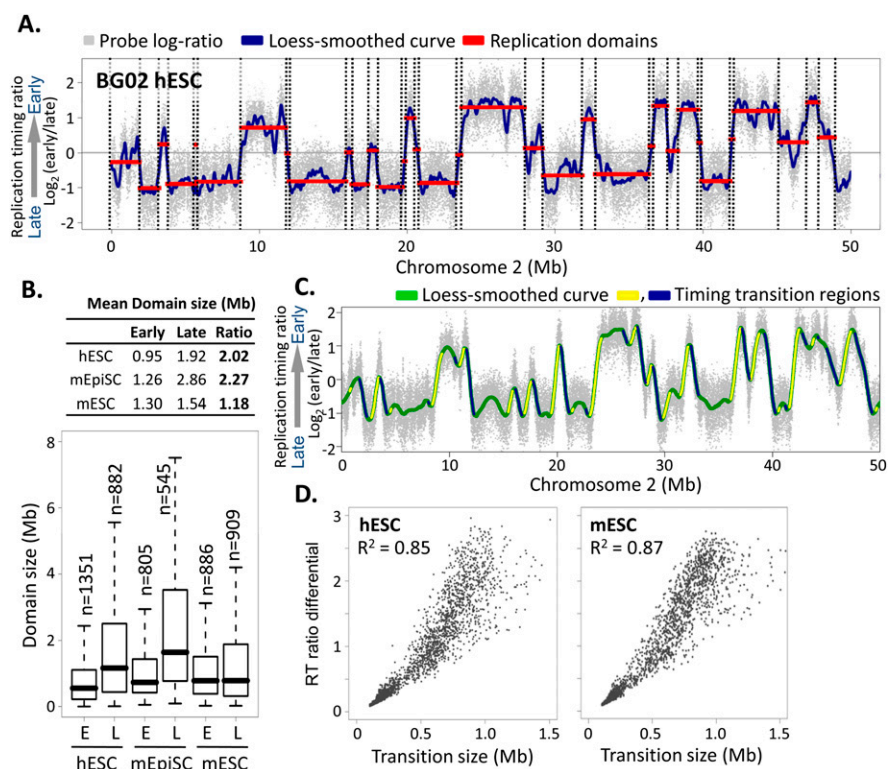 A.
Probe log-ratio Loess-smoothed curve Replication domains
BG02 hESC
Replication timing ratio
Late Early
Log2 (early/late)
2
1
0
-1
-2
0 10 20 30 40 50
Chromosome 2 (Mb)
B.
Mean Domain size (Mb)
Early Late Ratio
hESC 0.95 1.92 2.02
mEpiSC 1.26 2.86 2.27
mESC 1.30 1.54 1.18
Domain size (Mb)
8
6
4
2
0
n=1351
n=882
n=805
n=545
n=886
n=909
E L E L E L
hESC mEpiSC mESC
C.
Loess-smoothed curve , Timing transition regions
Replication timing ratio
Late Early
Log2 (early/late)
2
1
0
-1
-2
0 10 20 30 40 50
Chromosome 2 (Mb)
D.
RT ratio differential
3
2
1
0
hESC
R² = 0.85
0.0 0.5 1.0 1.5
Transition size (Mb)
mESC
R² = 0.87
0.0 0.5 1.0 1.5
Transition size (Mb)